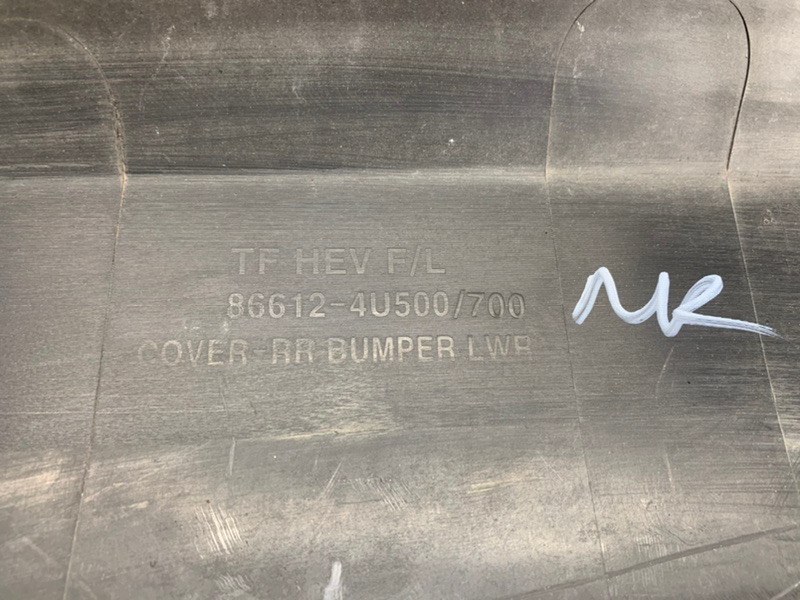 TF HEV F/L
86612-4U500/700
COVER-RR BUMPER LWR